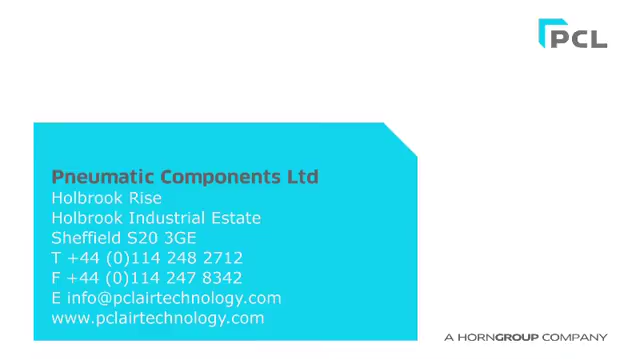 PCL
Pneumatic Components Ltd
Holbrook Rise
Holbrook Industrial Estate
Sheffield S20 3GE
T +44 (0)114 248 2712
F +44 (0)114 247 8342
E info@pclairtechnology.com
www.pclairtechnology.com
A HORNGROUP COMPANY